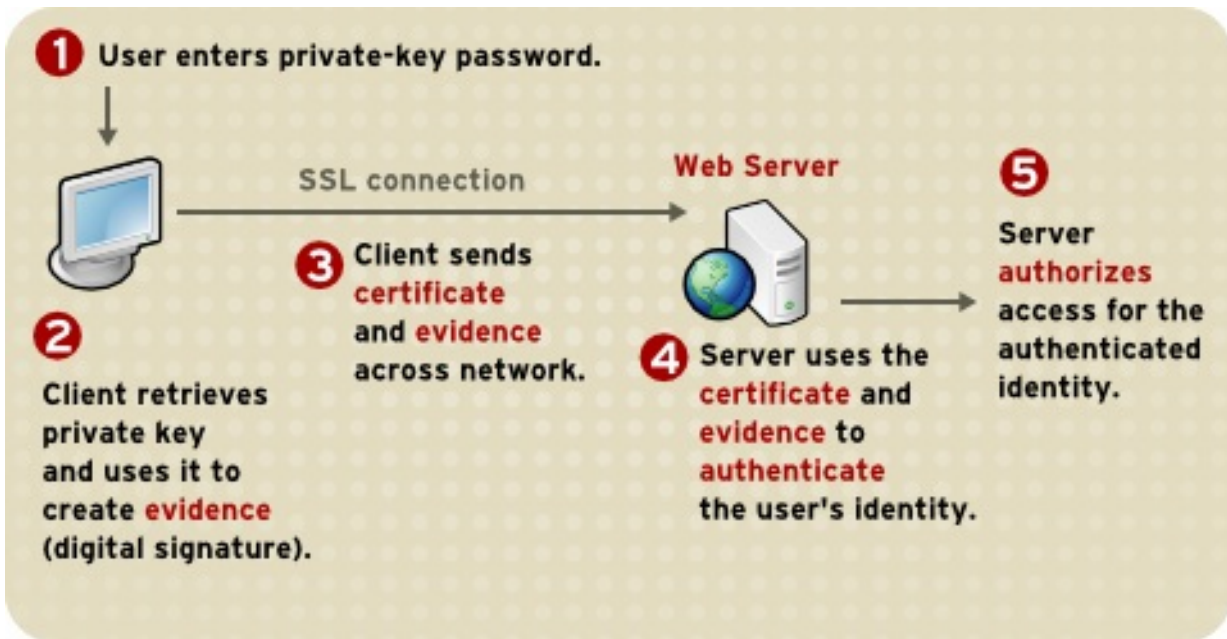 1 User enters private-key password.
SSL connection
Web Server
2
Client retrieves
private key
and uses it to
create evidence
(digital signature).
3 Client sends
certificate
and evidence
across network.
4 Server uses the
certificate and
evidence to
authenticate
the user's identity.
5
Server
authorizes
access for the
authenticated
identity.